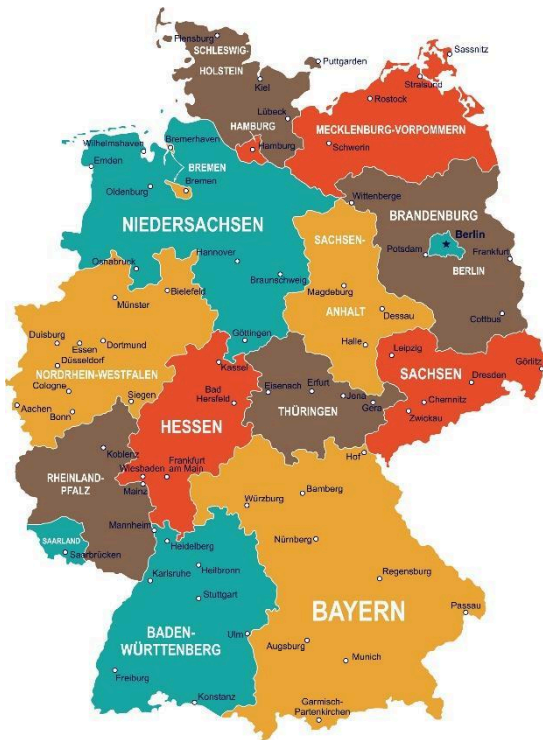 Flensburg
SCHLESWIG-
HOLSTEIN
Puttgarden
Sassnitz
Kiel
Stralsund
Rostock
Lübeck
HAMBURG
Hamburg
MECKLENBURG-VORPOMMERN
Schwerin
Wilhelmshaven
Bremerhaven
Emden
BREMEN
Oldenburg
Bremen
Wittenberge
BRANDENBURG
NIEDERSACHSEN
SACHSEN-
Berlin
Potsdam
Frankfurt
BERLIN
Hannover
Osnabruck
Braunschweig
Magdeburg
Bielefeld
Münster
ANHALT
Dessau
Cottbus
Göttingen
Halle
Duisburg
Essen
Dortmund
Düsseldorf
NORDRHEIN-WESTFALEN
Cologne
Siegen
Aachen
Bonn
Kassel
Leipzig
SACHSEN
Görlitz
Dresden
Bad
Hersfeld
Eisenach
Erfurt
Jena
Gera
THÜRINGEN
Chemnitz
Zwickau
HESSEN
Hof
Koblenz
RHEINLAND-
PFALZ
Wiesbaden
Frankfurt
am Main
Mainz
Bamberg
Würzburg
Mannheim
Heidelberg
Nürnberg
SAARLAND
Saarbrücken
Karlsruhe
Heilbronn
Regensburg
Stuttgart
BAYERN
Passau
BADEN-
WÜRTTENBERG
Ulm
Augsburg
Munich
Freiburg
Konstanz
Garmisch-
Partenkirchen